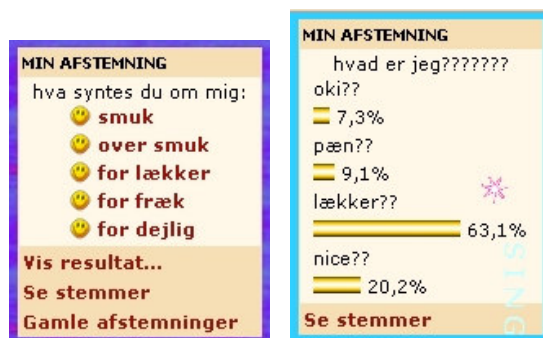 MIN AFSTEMNING
hva syntes du om mig:
smuk
over smuk
for lækker
for fræk
for dejlig
Vis resultat...
Se stemmer
Gamle afstemninger
MIN AFSTEMNING
hvad er jeg???????
oki??
7,3%
pæn??
9,1%
lækker??
63,1%
nice??
20,2%
Se stemmer
SING